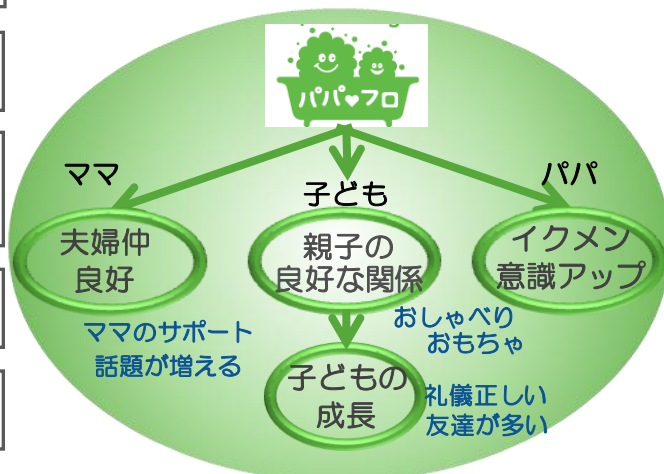 パパ♥フロ
ママ
子ども
パパ
夫婦仲
良好
親子の
良好な関係
イクメン
意識アップ
ママのサポート
話題が増える
おしゃべり
おもちゃ
子どもの
成長
礼儀正しい
友達が多い